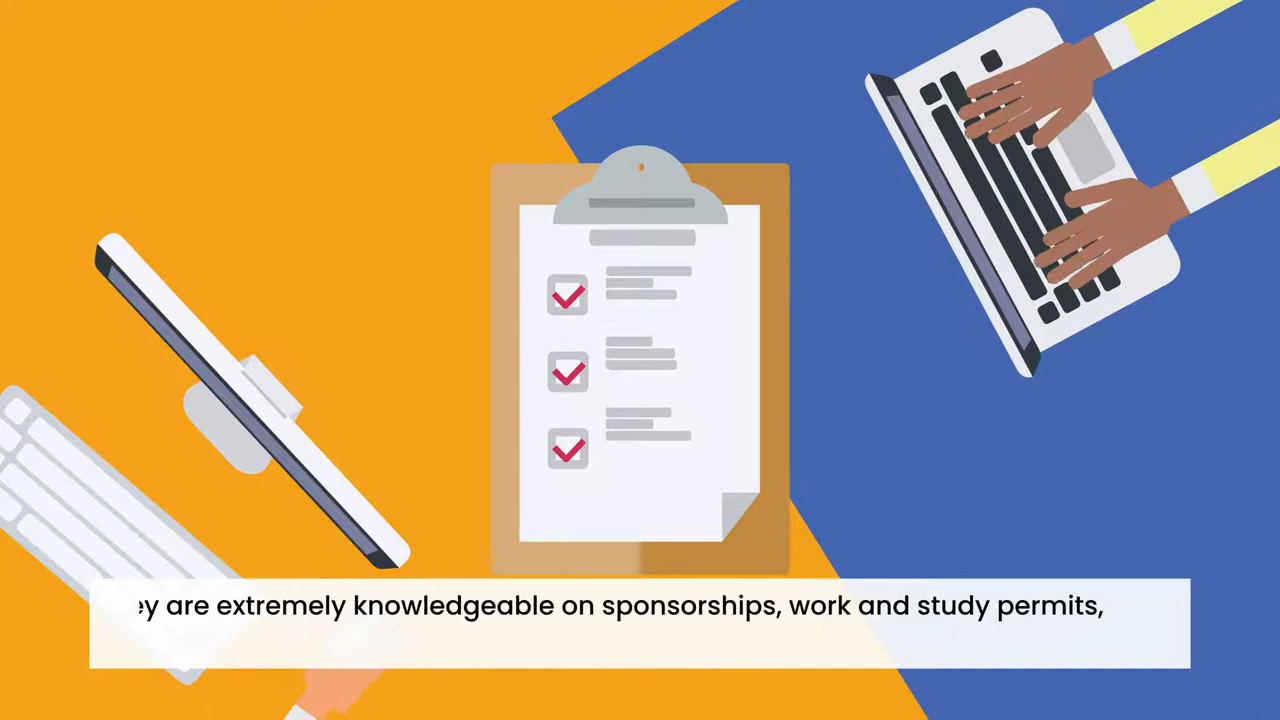 ey are extremely knowledgeable on sponsorships, work and study permits,